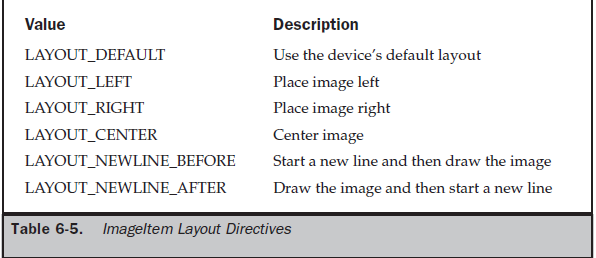 Value Description
LAYOUT_DEFAULT Use the device's default layout
LAYOUT_LEFT Place image left
LAYOUT_RIGHT Place image right
LAYOUT_CENTER Center image
LAYOUT_NEWLINE_BEFORE Start a new line and then draw the image
LAYOUT_NEWLINE_AFTER Draw the image and then start a new line
Table 6-5. ImageItem Layout Directives